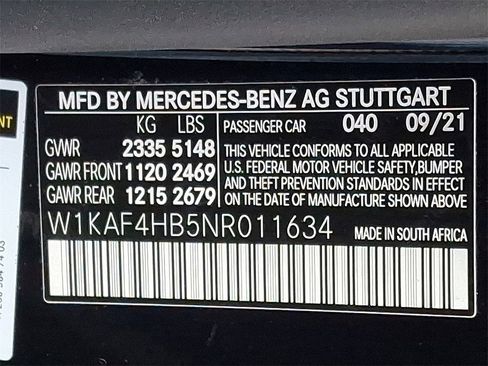 MFD BY MERCEDES-BENZ AG STUTTGART
KG LBS
GVWR 2335 5148
GAWR FRONT 1120 2469
GAWR REAR 1215 2679
PASSENGER CAR 040 09/21
THIS VEHICLE CONFORMS TO ALL APPLICABLE
U.S. FEDERAL MOTOR VEHICLE SAFETY, BUMPER
AND THEFT PREVENTION STANDARDS IN EFFECT
ON THE DATE OF MANUFACTURE SHOWN ABOVE
W1KAF4HB5NR011634 MADE IN SOUTH AFRICA